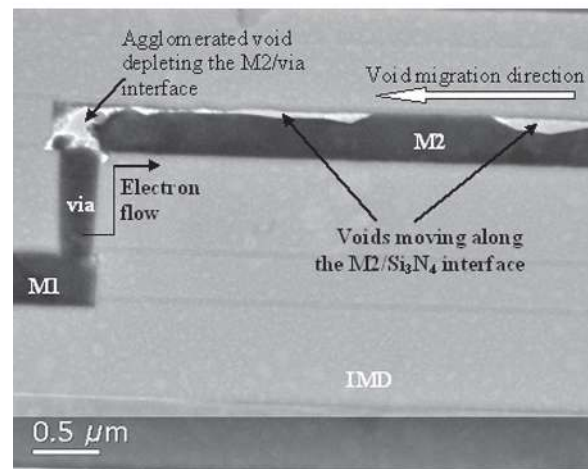 Agglomerated void
depleting the M2/via
interface
Void migration direction
M2
via
Electron
flow
Voids moving along
the M2/Si₃N₄ interface
M1
IMD
0.5 μm